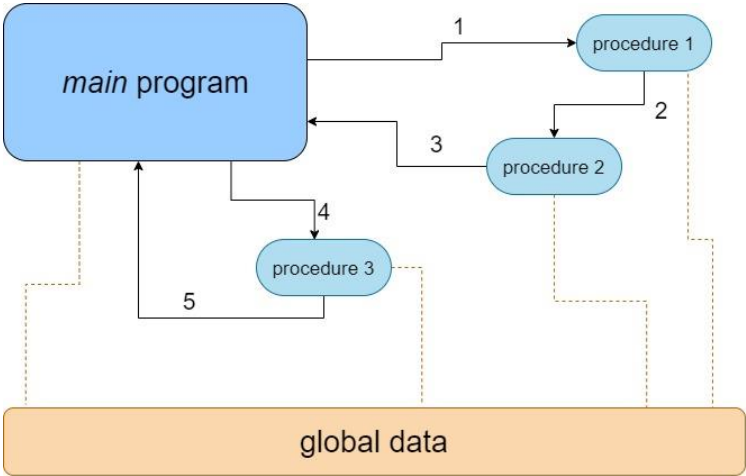 1
procedure 1
main program
2
3
procedure 2
4
procedure 3
5
global data